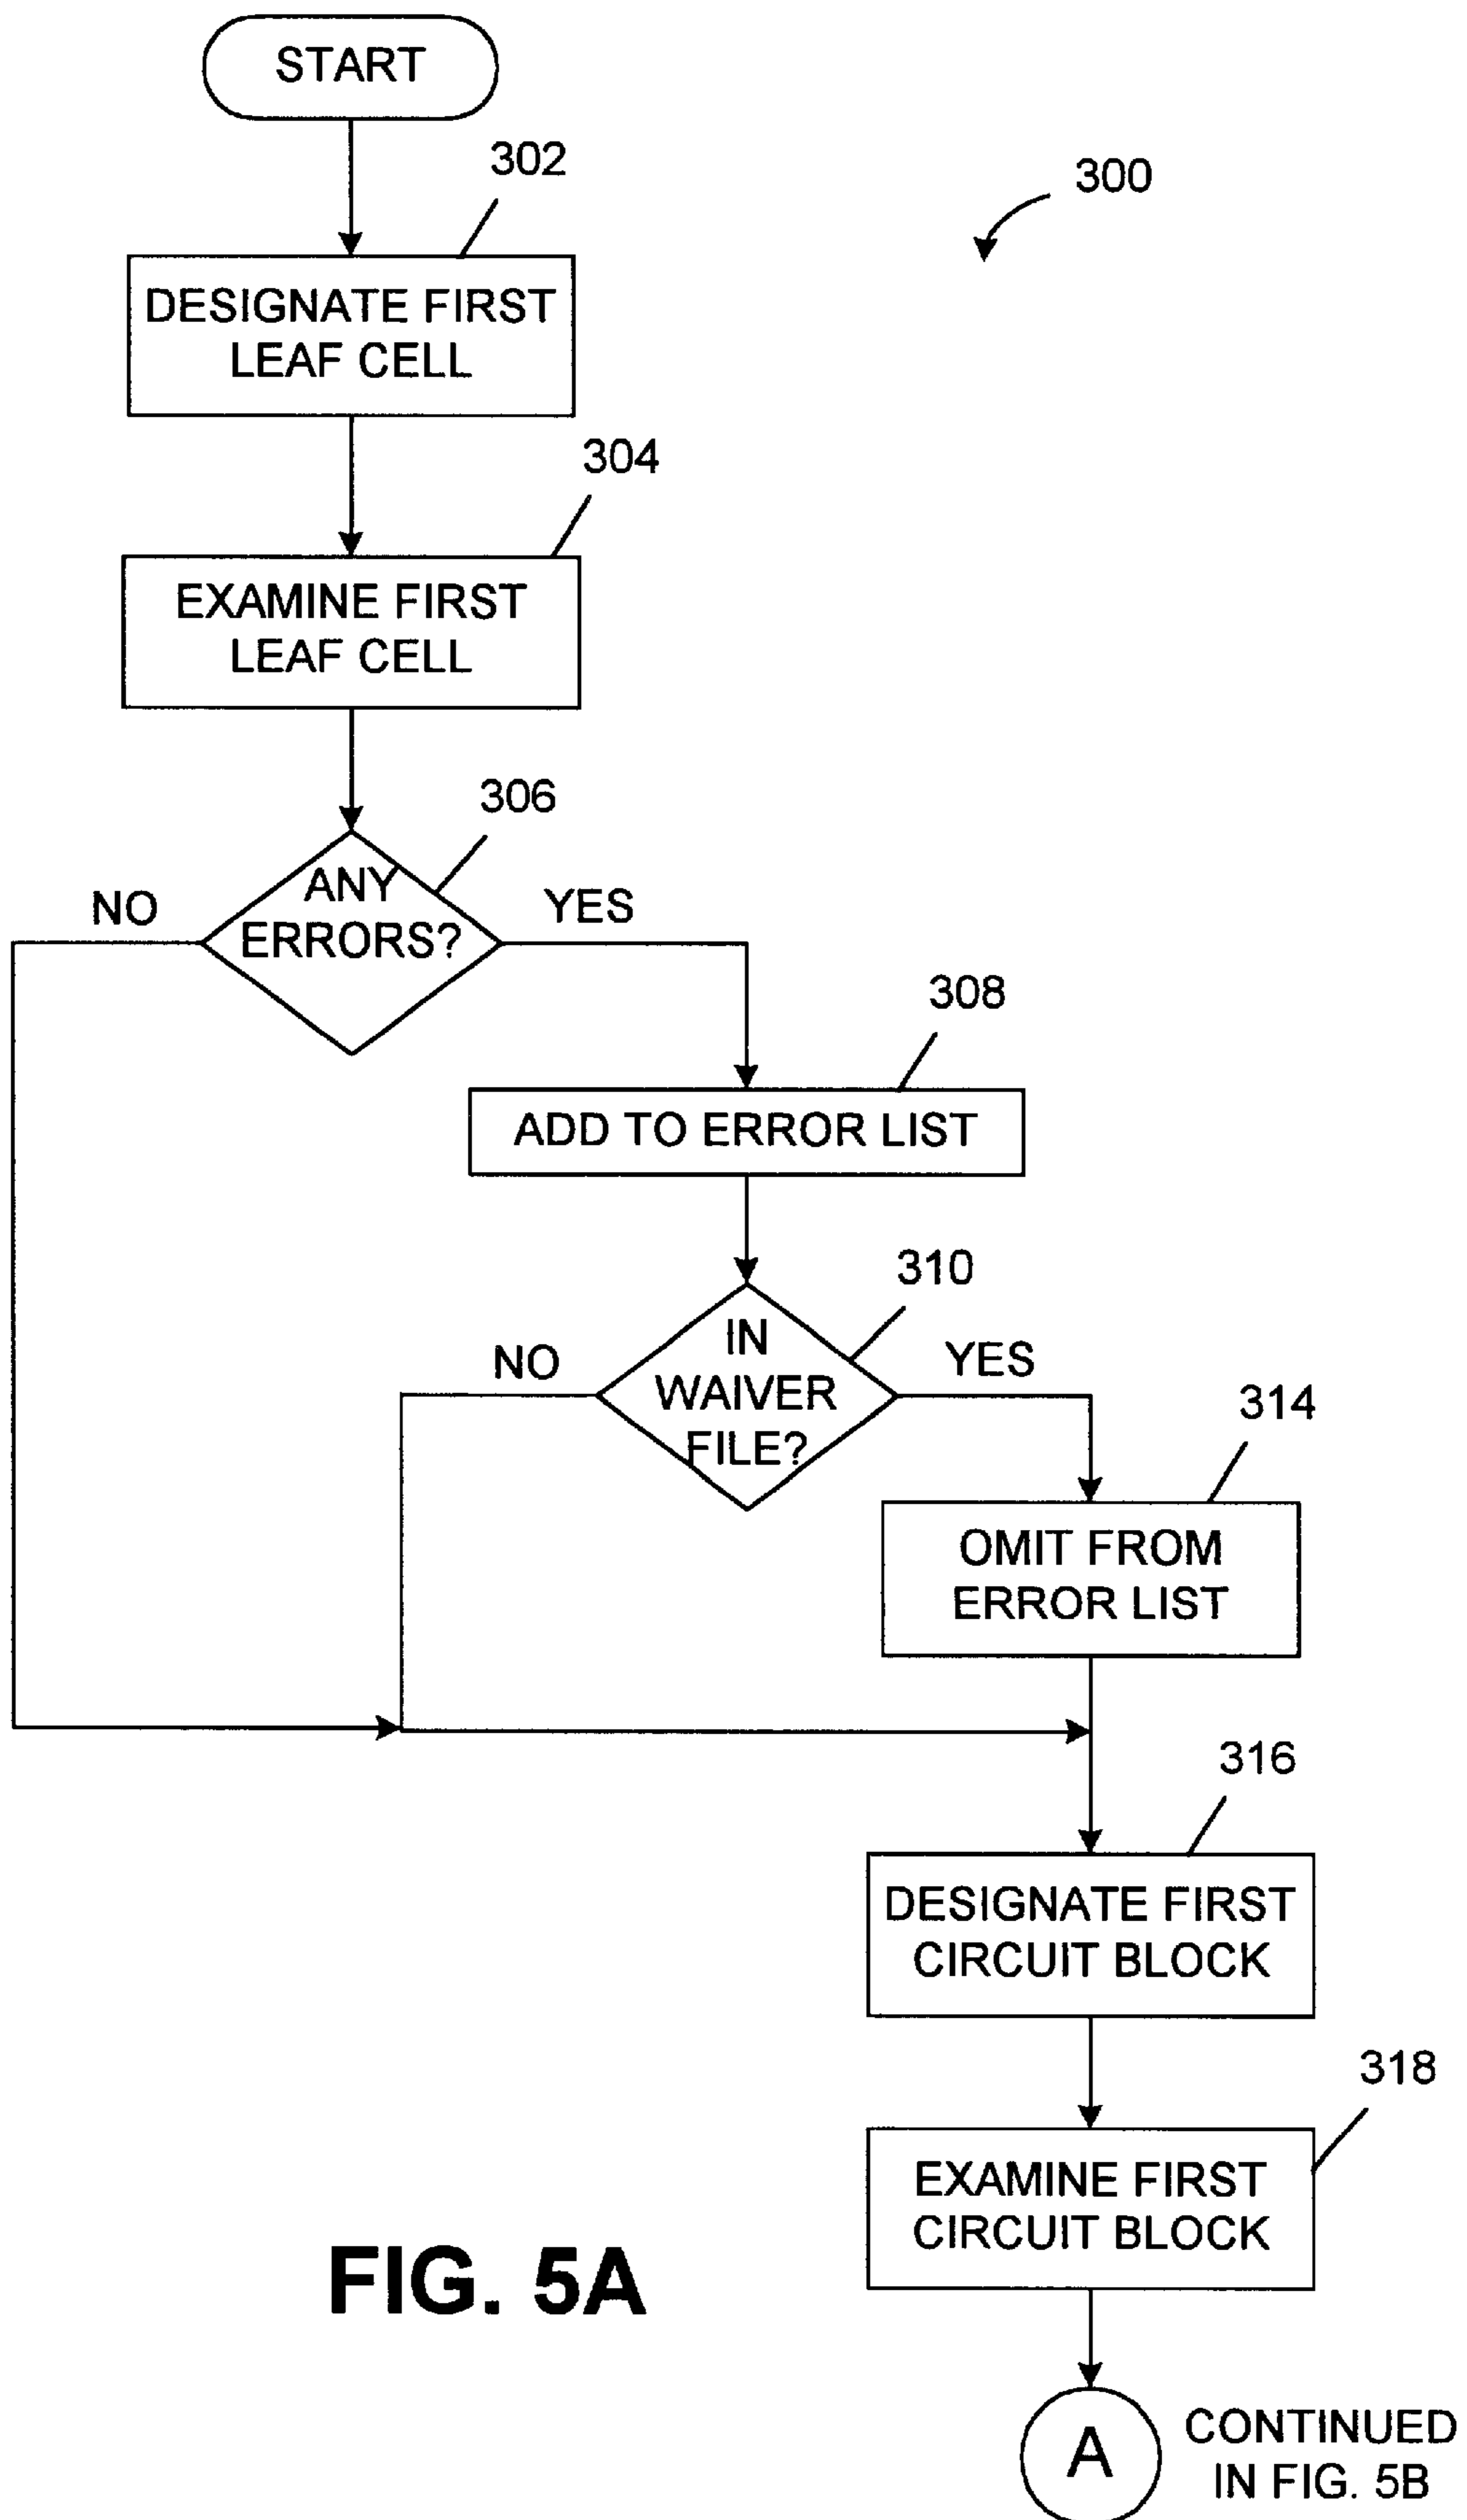 START
302
300
DESIGNATE FIRST
LEAF CELL
304
EXAMINE FIRST
LEAF CELL
306
ANY
ERRORS?
NO
YES
308
ADD TO ERROR LIST
310
IN
WAIVER
FILE?
NO
YES
314
OMIT FROM
ERROR LIST
316
DESIGNATE FIRST
CIRCUIT BLOCK
318
EXAMINE FIRST
CIRCUIT BLOCK
FIG. 5A
A
CONTINUED
IN FIG. 5B